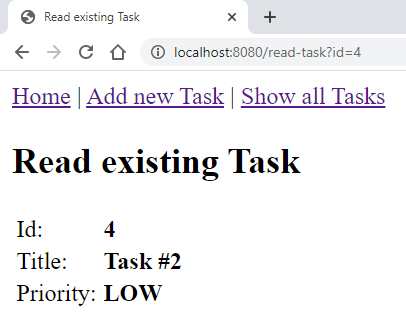 Read existing Task
localhost:8080/read-task?id=4
Home | Add new Task | Show all Tasks
Read existing Task
Id: 4
Title: Task #2
Priority: LOW